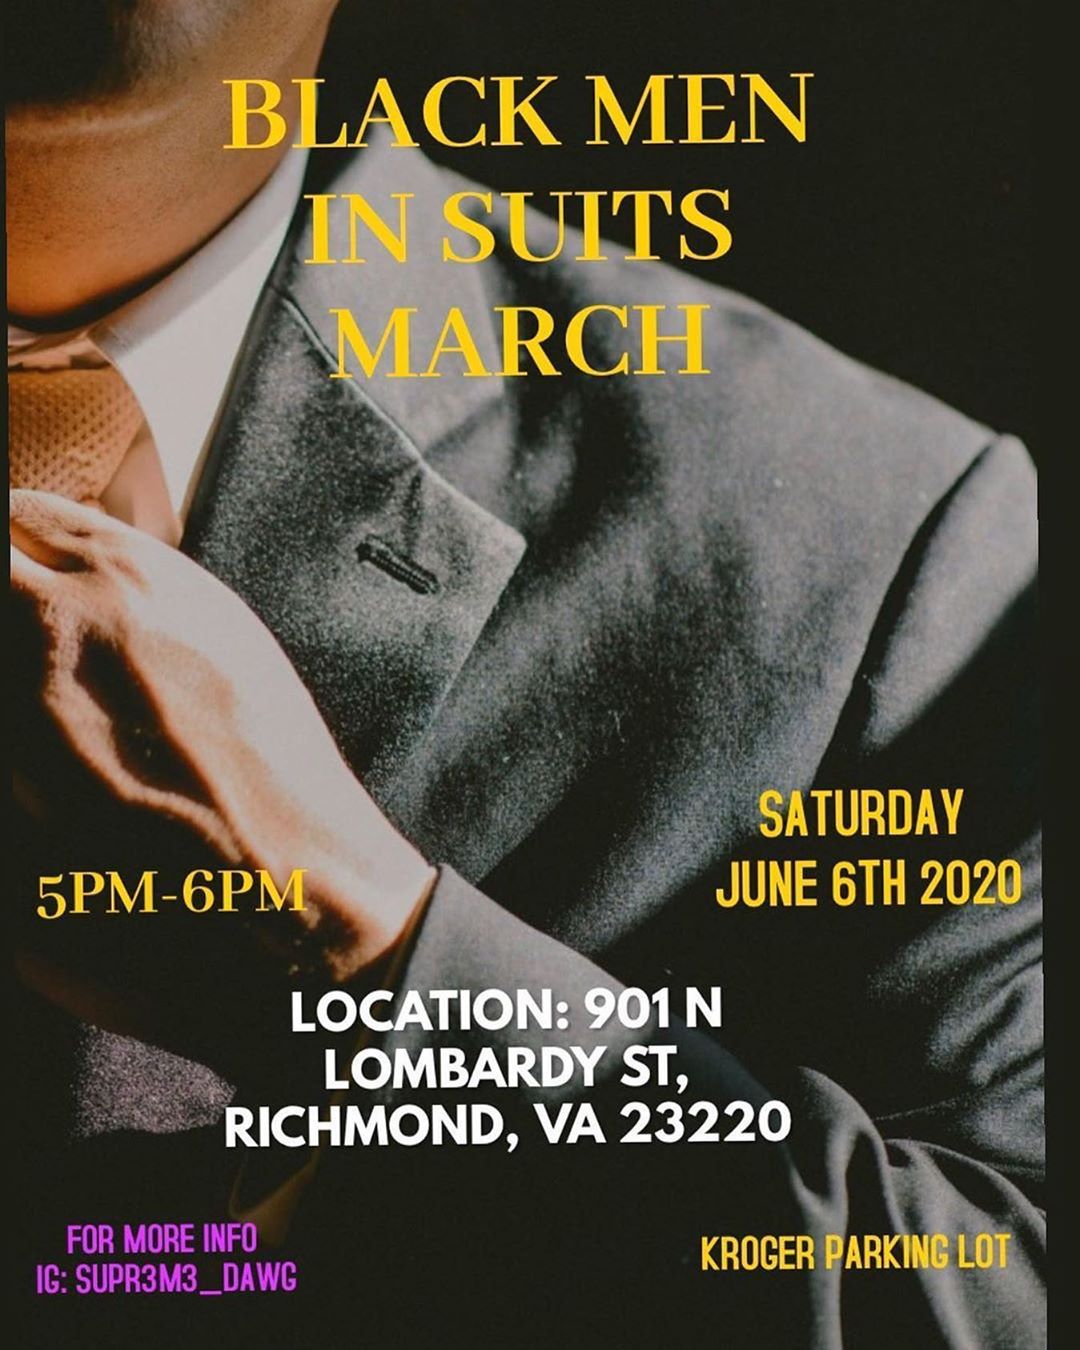 BLACK MEN
IN SUITS
MARCH
SATURDAY
JUNE 6TH 2020
5PM-6PM
LOCATION: 901 N
LOMBARDY ST,
RICHMOND, VA 23220
FOR MORE INFO
IG: SUPR3M3_DAWG
KROGER PARKING LOT